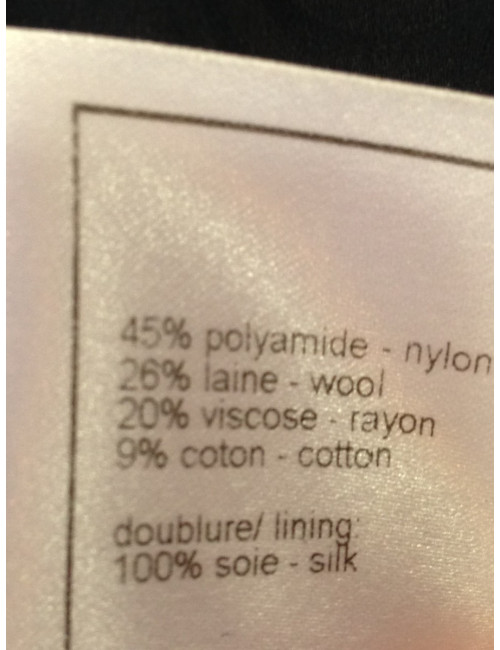 45% polyamide - nylon
26% laine - wool
20% viscose - rayon
9% coton - cotton
doublure/ lining:
100% soie - silk